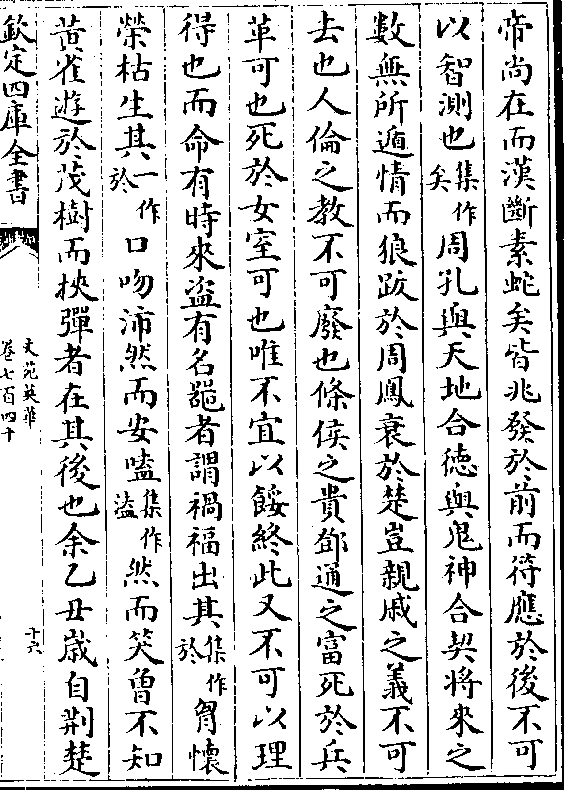 帝尚在而漢斷素蛇矣皆兆發於前而符應於後不可
以智測也集作矣周孔與天地合徳與鬼神合契將來之
數無所遁情而狼跋於周鳳衰於楚豈親戚之義不可
去也人倫之教不可廢也條侯之貴鄧通之富死於兵
革可也死於女室可也唯不宜以餒終此又不可以理
得也而命有時來盗有名器者謂禍福出其集作於胷懷
榮枯生其一作於口吻沛然而安嗑集作溘然而笑曾不知
黄雀遊於茂樹而挾彈者在其後也余乙丑歳自荆楚
欽定四庫全書
文苑英華
卷七百四十
十六